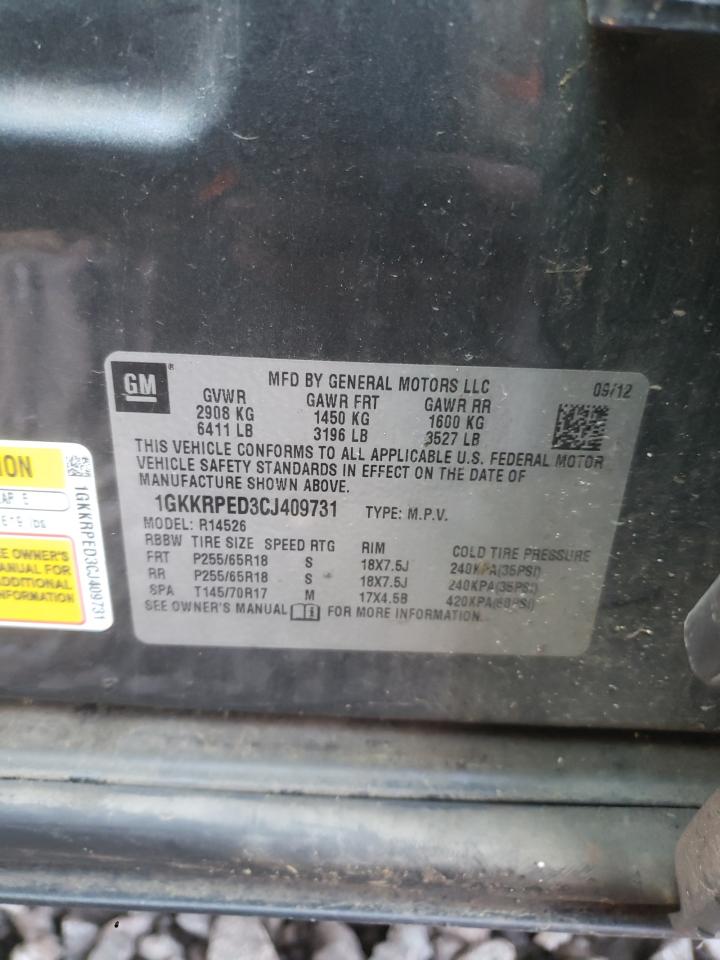 GM ®
MFD BY GENERAL MOTORS LLC 09/12
GVWR GAWR FRT GAWR RR
2908 KG 1450 KG 1600 KG
6411 LB 3196 LB 3527 LB
THIS VEHICLE CONFORMS TO ALL APPLICABLE U.S. FEDERAL MOTOR
VEHICLE SAFETY STANDARDS IN EFFECT ON THE DATE OF
MANUFACTURE SHOWN ABOVE.
1GKKRPED3CJ409731 TYPE: M.P.V.
MODEL: R14526
RBBW TIRE SIZE SPEED RTG RIM COLD TIRE PRESSURE
FRT P255/65R18 S 18X7.5J 240KPA(35PSI)
RR P255/65R18 S 18X7.5J 240KPA(35PSI)
SPA T145/70R17 M 17X4.5B 420KPA(60PSI)
SEE OWNER'S MANUAL FOR MORE INFORMATION.
ION
1GKKRPED3CJ409731
EE OWNER'S
ANUAL FOR
ADDITIONAL
NFORMATION